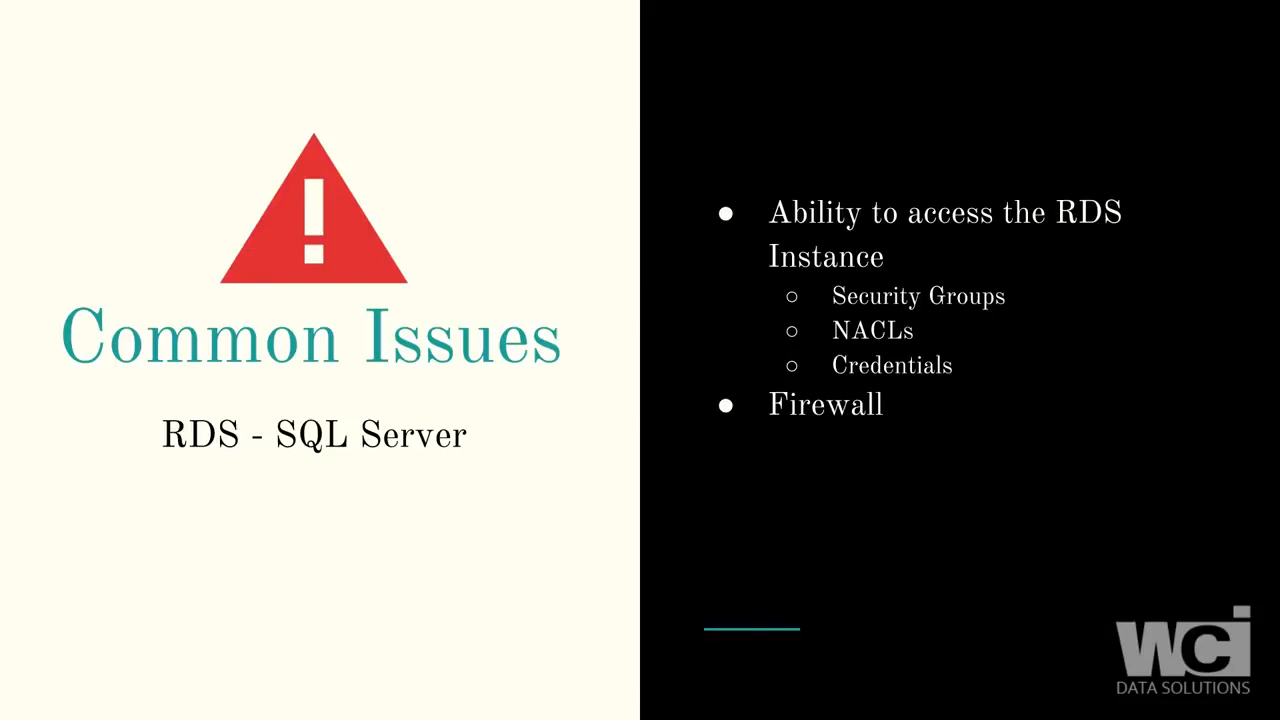 !
Common Issues
RDS - SQL Server
● Ability to access the RDS
Instance
○ Security Groups
○ NACLs
○ Credentials
● Firewall
WCi
DATA SOLUTIONS